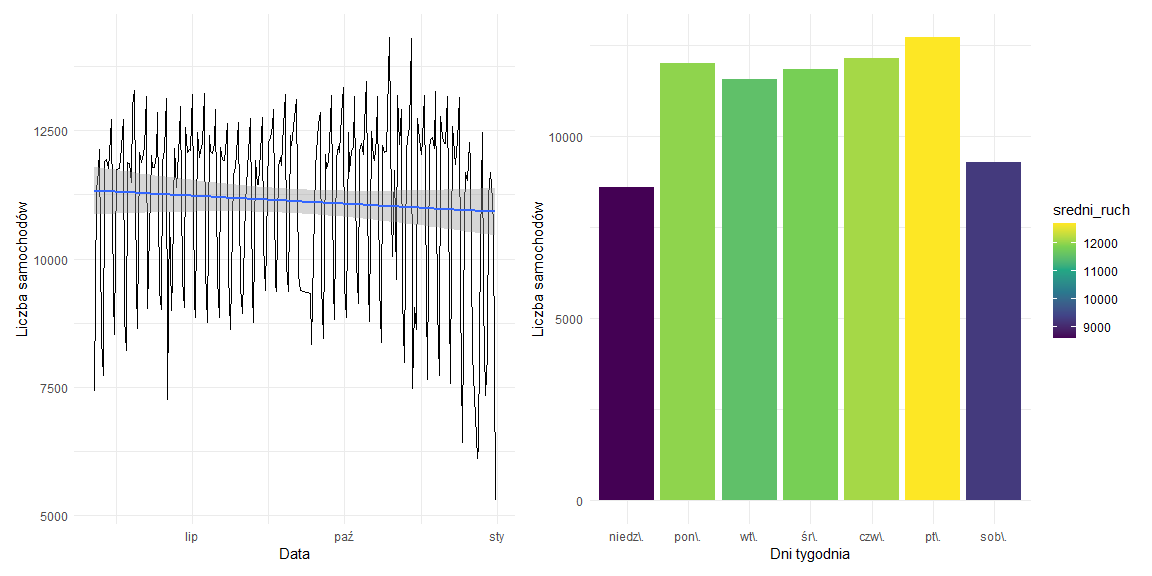 Liczba samochodów
12500
10000
7500
5000
lip
paź
sty
Data
Liczba samochodów
10000
5000
0
niedz\.
pon\.
wt\.
śr\.
czw\.
pt\.
sob\.
Dni tygodnia
sredni_ruch
12000
11000
10000
9000